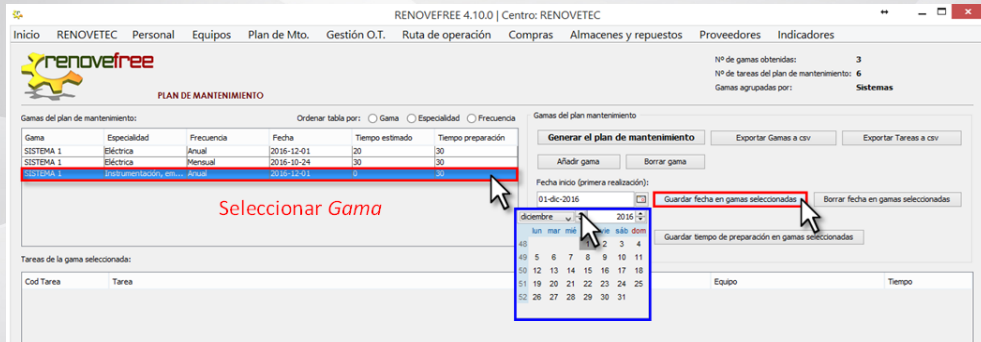 RENOVEFREE 4.10.0 | Centro: RENOVETEC
Inicio RENOVETEC Personal Equipos Plan de Mto. Gestión O.T. Ruta de operación Compras Almacenes y repuestos Proveedores Indicadores
renovefree
PLAN DE MANTENIMIENTO
Nº de gamas obtenidas: 3
Nº de tareas del plan de mantenimiento: 6
Gamas agrupadas por: Sistemas
Gamas del plan de mantenimiento: Ordenar tabla por: Gama Especialidad Frecuencia
Gama Especialidad Frecuencia Fecha Tiempo estimado Tiempo preparación
SISTEMA 1 Eléctrica Anual 2016-12-01 20 30
SISTEMA 1 Eléctrica Mensual 2016-10-24 30 30
SISTEMA 1 Instrumentación, em... Anual 2016-12-01 0 30
Seleccionar Gama
Gamas del plan mantenimiento
Generar el plan de mantenimiento Exportar Gamas a csv Exportar Tareas a csv
Añadir gama Borrar gama
Fecha inicio (primera realización):
01-dic-2016 Guardar fecha en gamas seleccionadas Borrar fecha en gamas seleccionadas
diciembre 2016
lun mar mié vie sáb dom
48 1 2 3 4
49 5 6 7 8 9 10 11
50 12 13 14 15 16 17 18
51 19 20 21 22 23 24 25
52 26 27 28 29 30 31
Guardar tiempo de preparación en gamas seleccionadas
Tareas de la gama seleccionada:
Cod Tarea Tarea Equipo Tiempo